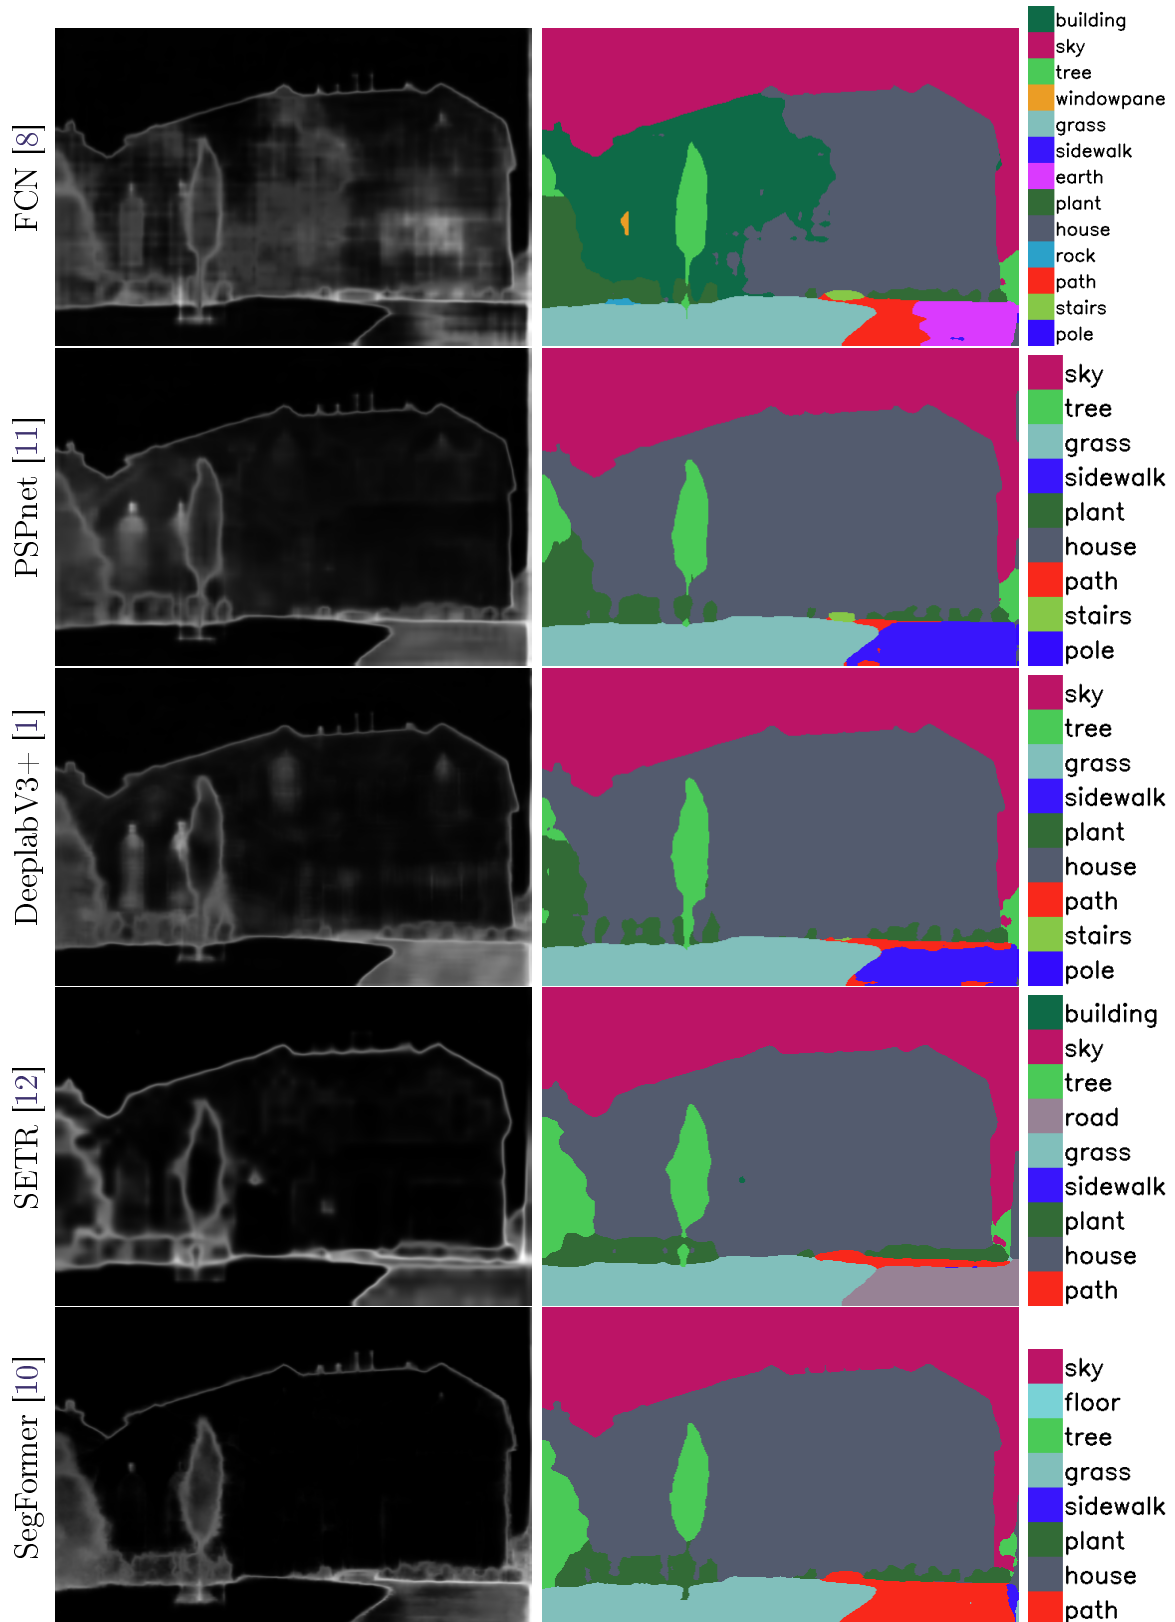 FCN [8]
building
sky
tree
windowpane
grass
sidewalk
earth
plant
house
rock
path
stairs
pole
PSPnet [11]
sky
tree
grass
sidewalk
plant
house
path
stairs
pole
DeeplabV3+ [1]
sky
tree
grass
sidewalk
plant
house
path
stairs
pole
SETR [12]
building
sky
tree
road
grass
sidewalk
plant
house
path
SegFormer [10]
sky
floor
tree
grass
sidewalk
plant
house
path